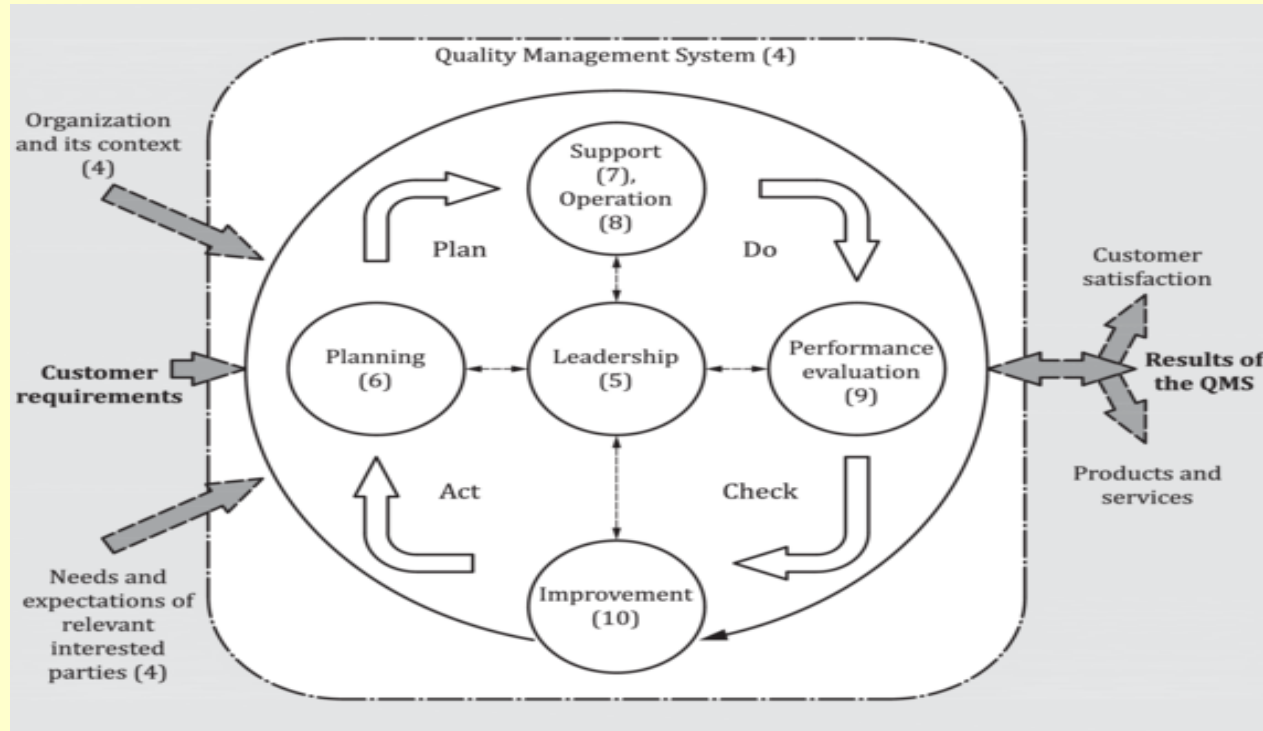 Quality Management System (4)
Organization
and its context
(4)
Support
(7),
Operation
(8)
Plan
Do
Customer
satisfaction
Planning
(6)
Leadership
(5)
Performance
evaluation
(9)
Customer
requirements
Results of
the QMS
Act
Check
Products and
services
Improvement
(10)
Needs and
expectations of
relevant
interested
parties (4)